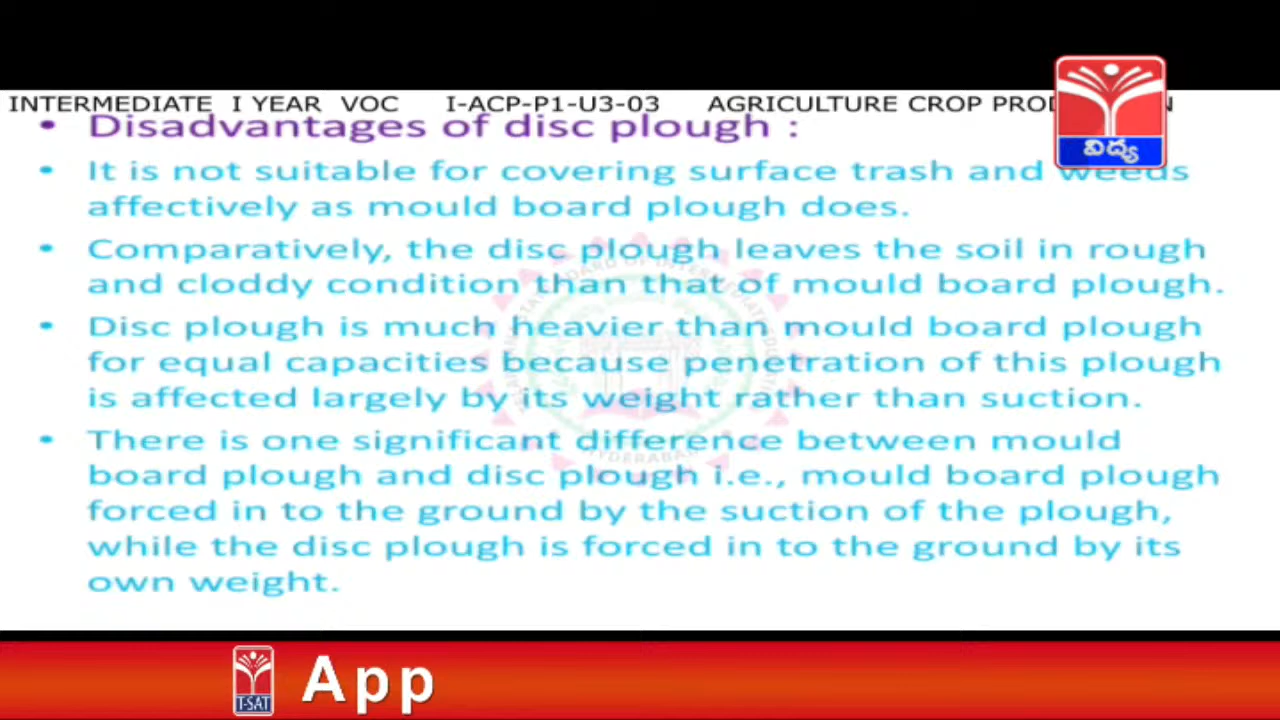 INTERMEDIATE I YEAR VOC I-ACP-P1-U3-03 AGRICULTURE CROP
విద్య
• Disadvantages of disc plough :
• It is not suitable for covering surface trash and weeds
affectively as mould board plough does.
• Comparatively, the disc plough leaves the soil in rough
and cloddy condition than that of mould board plough.
• Disc plough is much heavier than mould board plough
for equal capacities because penetration of this plough
is affected largely by its weight rather than suction.
• There is one significant difference between mould
board plough and disc plough i.e., mould board plough
forced in to the ground by the suction of the plough,
while the disc plough is forced in to the ground by its
own weight.
T-SAT App